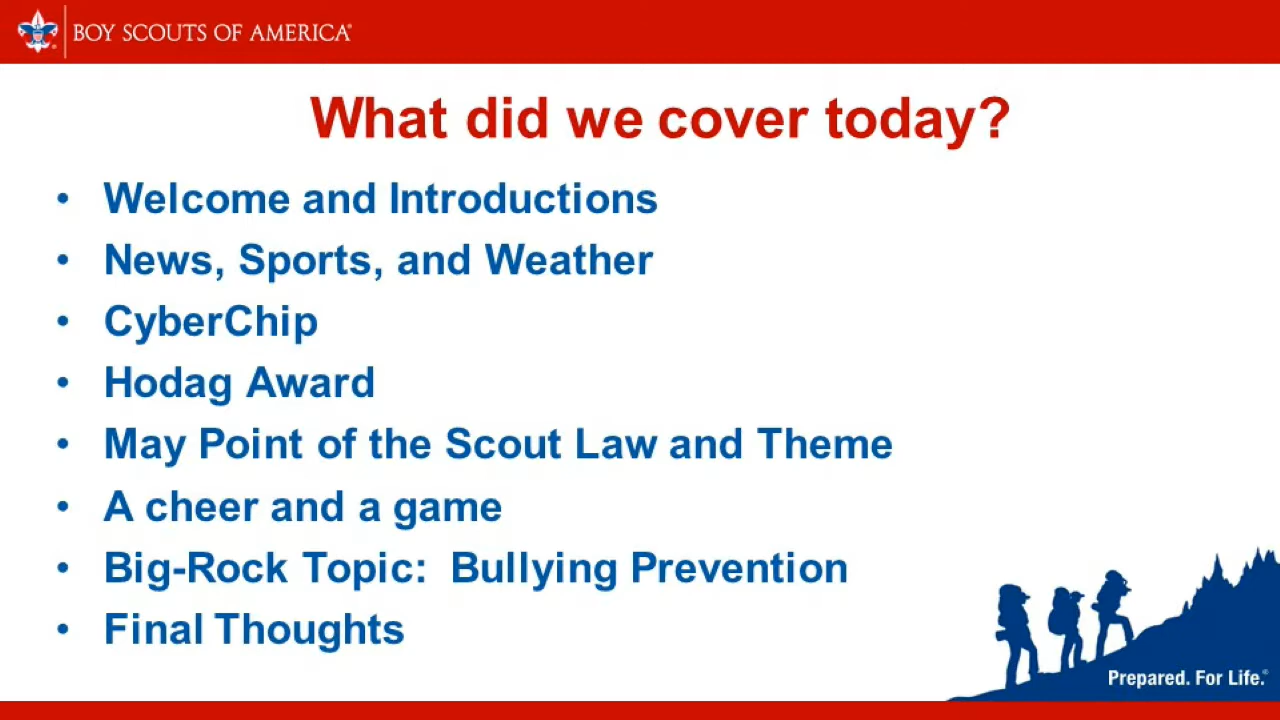 BOY SCOUTS OF AMERICA®
What did we cover today?
• Welcome and Introductions
• News, Sports, and Weather
• CyberChip
• Hodag Award
• May Point of the Scout Law and Theme
• A cheer and a game
• Big-Rock Topic:  Bullying Prevention
• Final Thoughts
Prepared. For Life.®